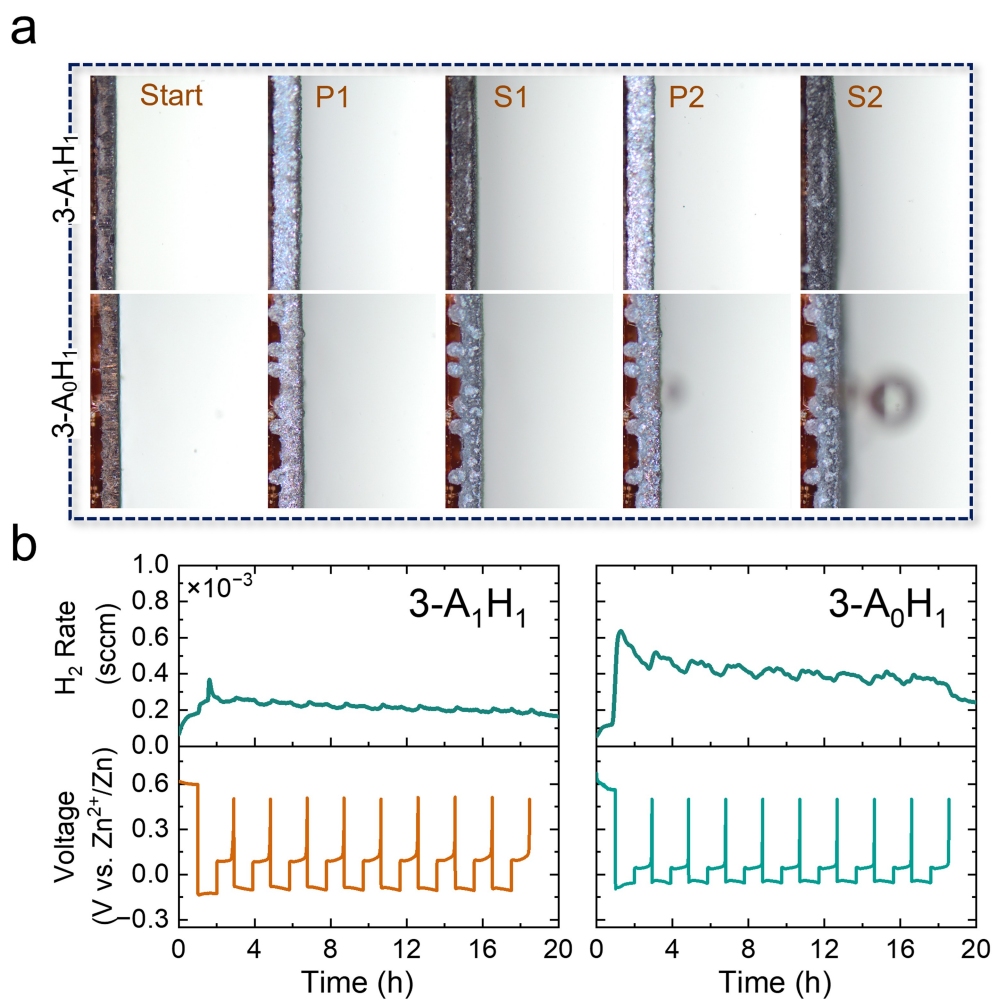 a
Start
P1
S1
P2
S2
3-A₁H₁
3-A₀H₁
b
×10⁻³
3-A₁H₁
3-A₀H₁
H₂ Rate
(sccm)
1.0
0.8
0.6
0.4
0.2
0.0
Voltage
(V vs. Zn²⁺/Zn)
0.6
0.3
0.0
−0.3
0 4 8 12 16 20
0 4 8 12 16 20
Time (h)
Time (h)